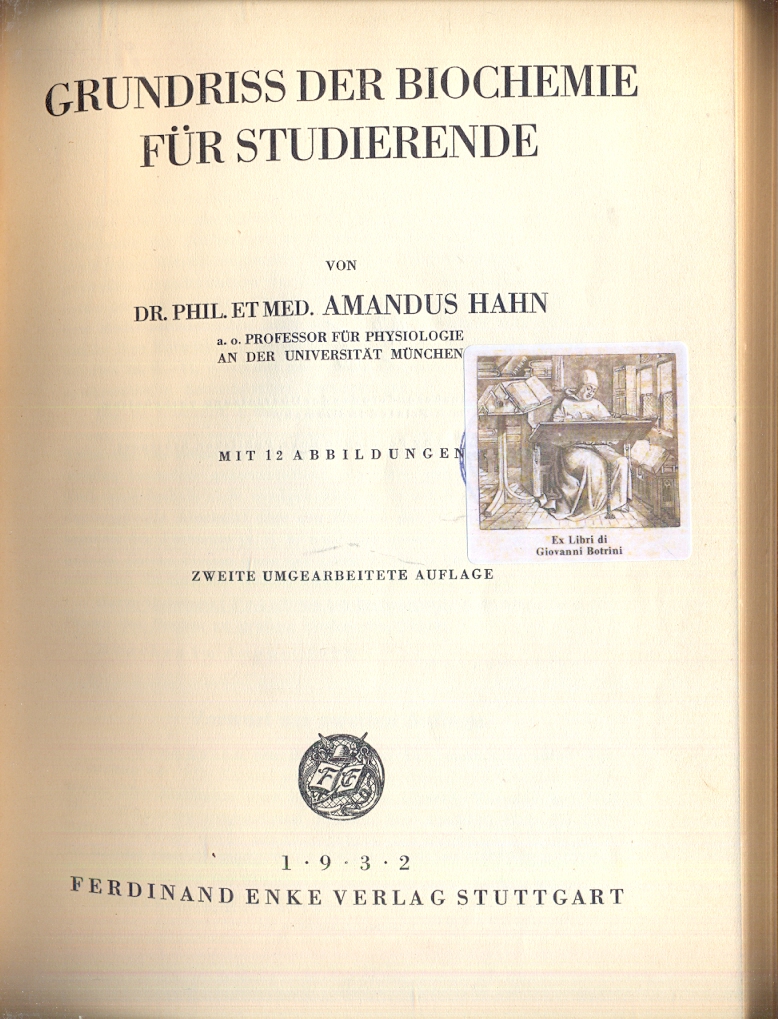 GRUNDRISS DER BIOCHEMIE
FÜR STUDIERENDE
VON
DR. PHIL. ET MED. AMANDUS HAHN
a. o. PROFESSOR FÜR PHYSIOLOGIE
AN DER UNIVERSITÄT MÜNCHEN
MIT 12 ABBILDUNGEN
Ex Libri di
Giovanni Botrini
ZWEITE UMGEARBEITETE AUFLAGE
F E
1 · 9 · 3 · 2
FERDINAND ENKE VERLAG STUTTGART